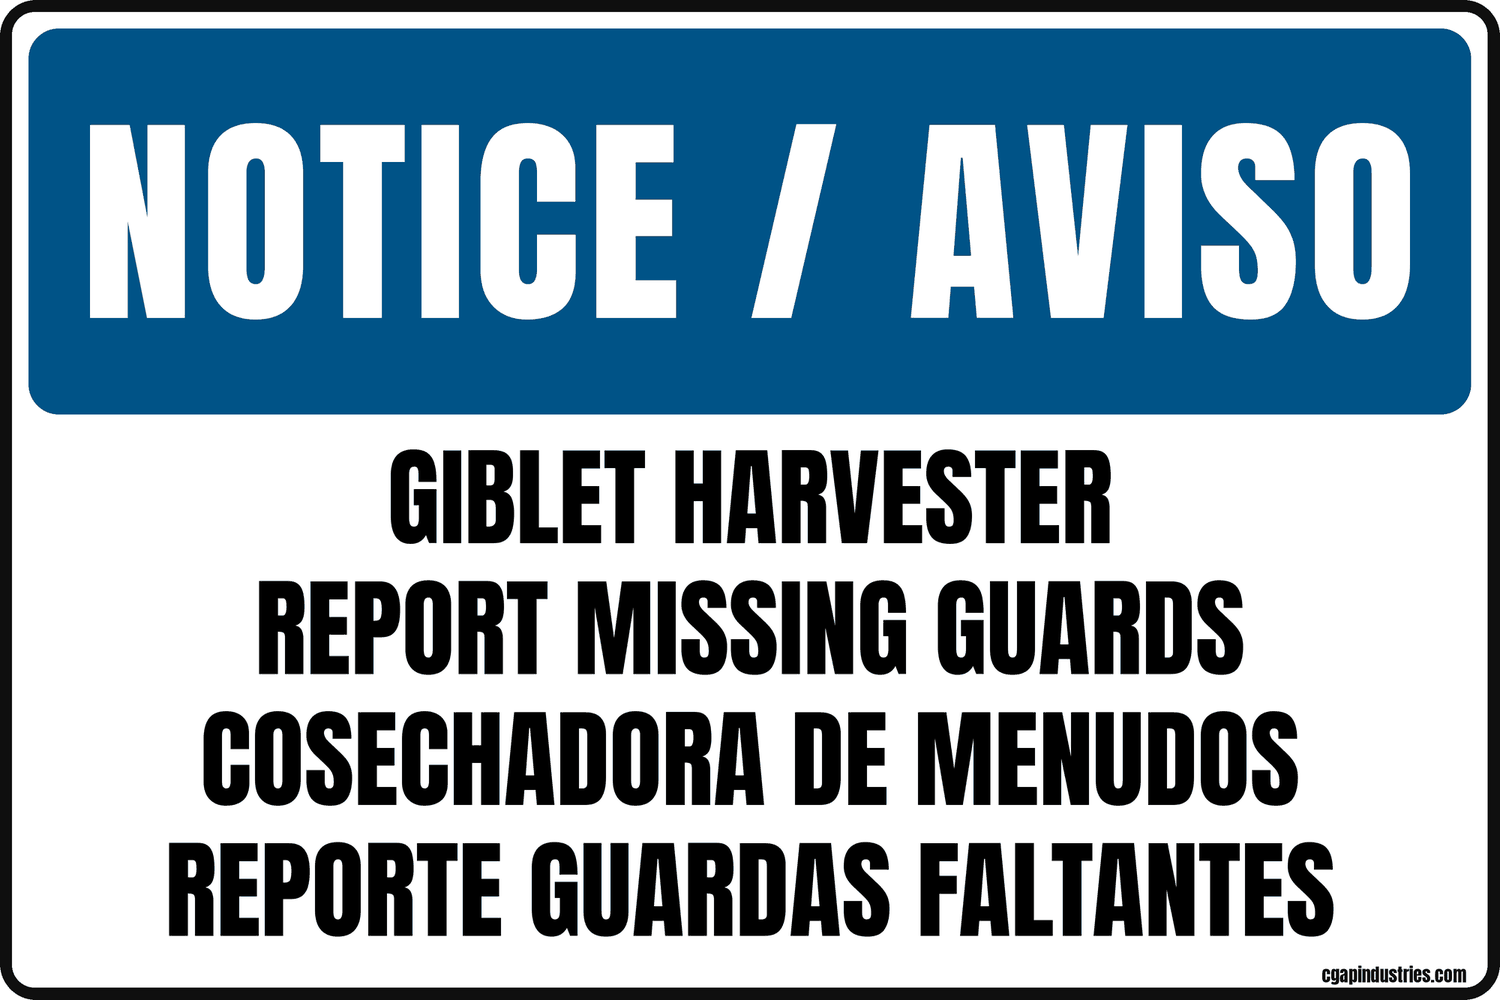 NOTICE / AVISO
GIBLET HARVESTER
REPORT MISSING GUARDS
COSECHADORA DE MENUDOS
REPORTE GUARDAS FALTANTES
cgapindustries.com